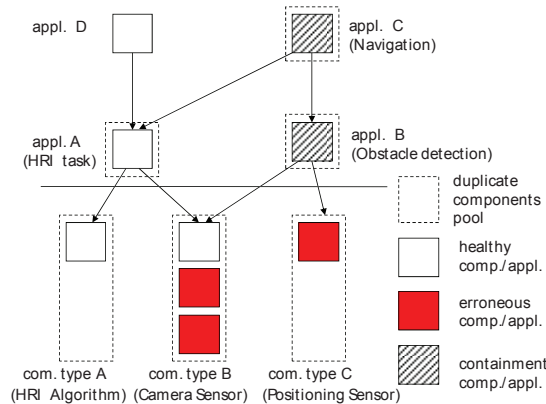 appl. D
appl. C
(Navigation)
appl. A
(HRI task)
appl. B
(Obstacle detection)
duplicate
components
pool
healthy
comp./appl.
erroneous
comp./appl.
containment
comp./appl.
com. type A
(HRI Algorithm)
com. type B
(Camera Sensor)
com. type C
(Positioning Sensor)